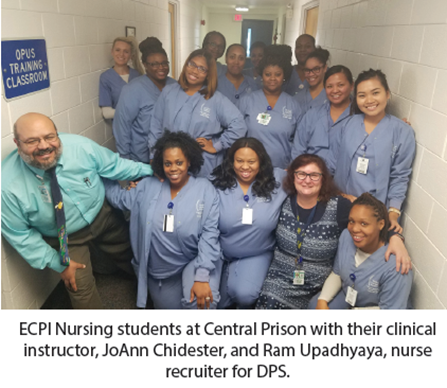 OPUS
TRAINING
CLASSROOM
ECPI Nursing students at Central Prison with their clinical
instructor, JoAnn Chidester, and Ram Upadhyaya, nurse
recruiter for DPS.